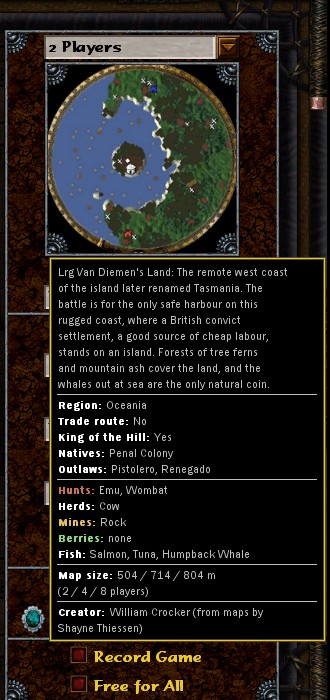 2 Players
Lrg Van Diemen's Land: The remote west coast
of the island later renamed Tasmania. The
battle is for the only safe harbour on this
rugged coast, where a British convict
settlement, a good source of cheap labour,
stands on an island. Forests of tree ferns
and mountain ash cover the land, and the
whales out at sea are the only natural coin.
Region: Oceania
Trade route: No
King of the Hill: Yes
Natives: Penal Colony
Outlaws: Pistolero, Renegado
Hunts: Emu, Wombat
Herds: Cow
Mines: Rock
Berries: none
Fish: Salmon, Tuna, Humpback Whale
Map size: 504 / 714 / 804 m
(2 / 4 / 8 players)
Creator: William Crocker (from maps by
Shayne Thiessen)
Record Game
Free for All